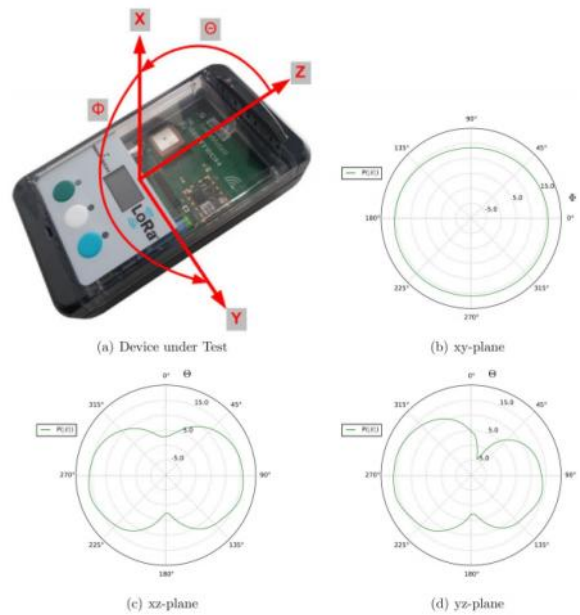 X
Θ
Z
Φ
LoRa
Y
(a) Device under Test
90°
135°
45°
P(∂)
15.0
5.0
-5.0
180°
Φ
0°
225°
315°
270°
(b) xy-plane
0°
Θ
315°
45°
15.0
5.0
-5.0
270°
90°
225°
135°
180°
(c) xz-plane
0°
Θ
315°
45°
15.0
5.0
-5.0
270°
90°
225°
135°
180°
(d) yz-plane